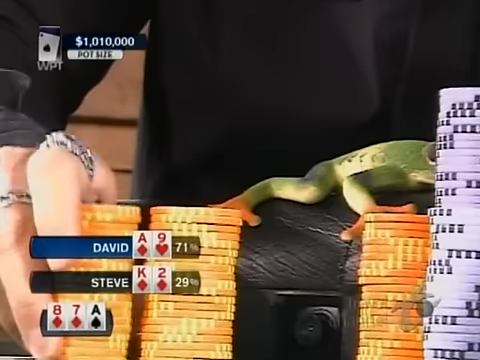 $1,010,000
POT SIZE
WPT
DAVID A 9 71%
STEVE K 2 29%
8 7 A